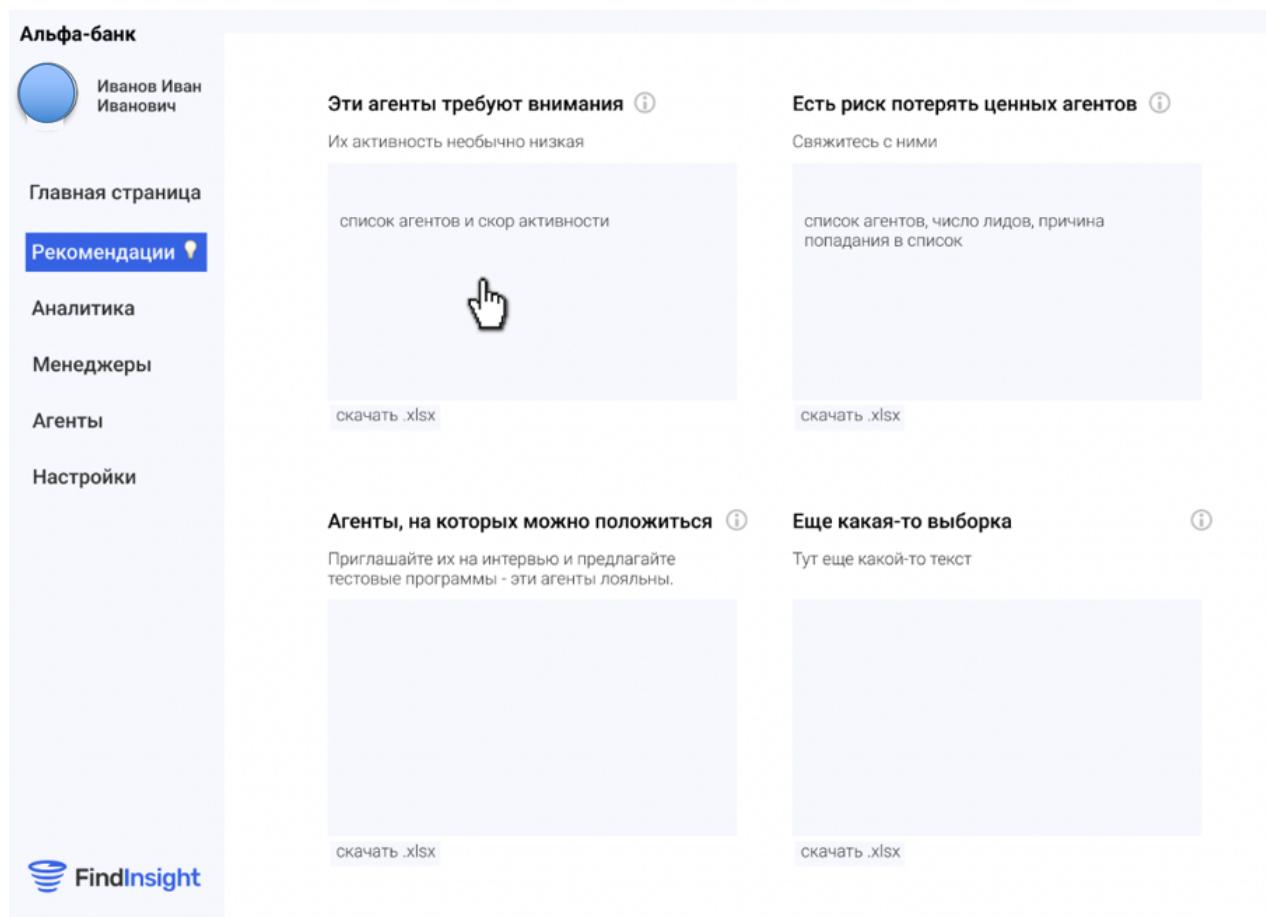 Альфа-банк
Иванов Иван
Иванович
Главная страница
Рекомендации
Аналитика
Менеджеры
Агенты
Настройки
FindInsight
Эти агенты требуют внимания
Их активность необычно низкая
список агентов и скор активности
скачать .xlsx
Есть риск потерять ценных агентов
Свяжитесь с ними
список агентов, число лидов, причина
попадания в список
скачать .xlsx
Агенты, на которых можно положиться
Приглашайте их на интервью и предлагайте
тестовые программы - эти агенты лояльны.
скачать .xlsx
Еще какая-то выборка
Тут еще какой-то текст
скачать .xlsx